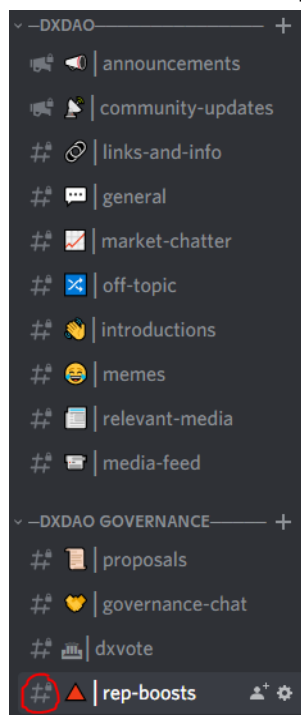 —DXDAO—
📢 | announcements
📡 | community-updates
🔗 | links-and-info
💬 | general
📈 | market-chatter
🔀 | off-topic
👋 | introductions
😂 | memes
📰 | relevant-media
📠 | media-feed
—DXDAO GOVERNANCE—
📜 | proposals
🤝 | governance-chat
🏛 | dxvote
🔺 | rep-boosts